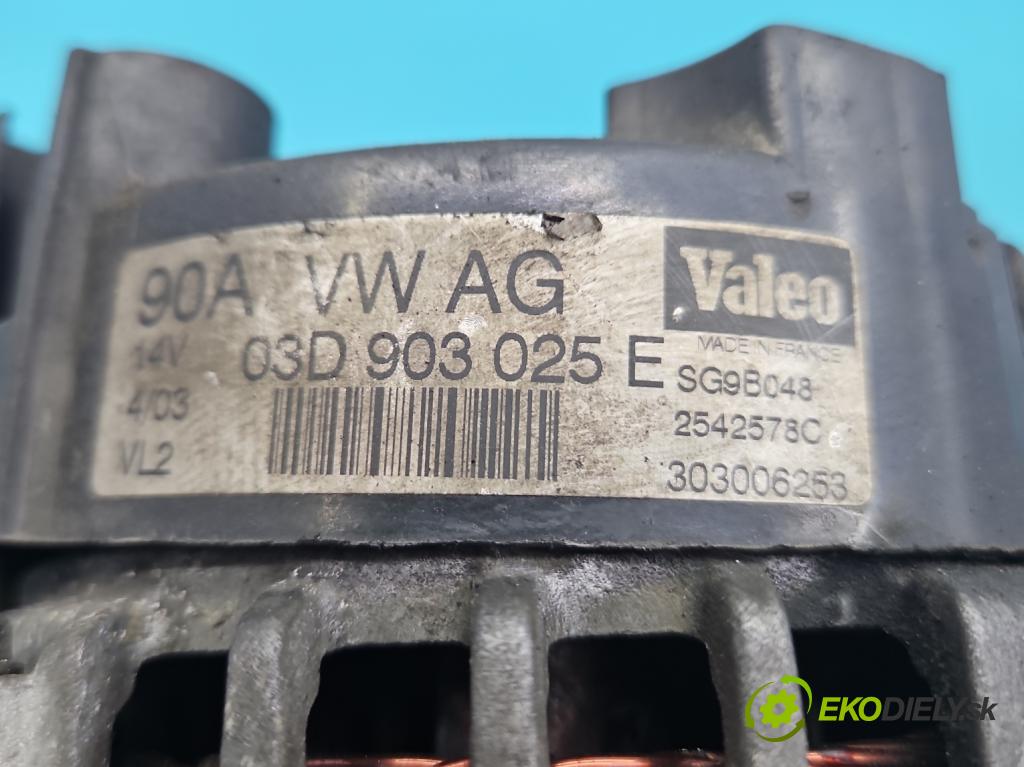 90A VW AG
14V
03D 903 025 E
4/03
VL2
Valeo
MADE IN FRANCE
SG9B048
2542578C
303006253
EKODIELY.sk